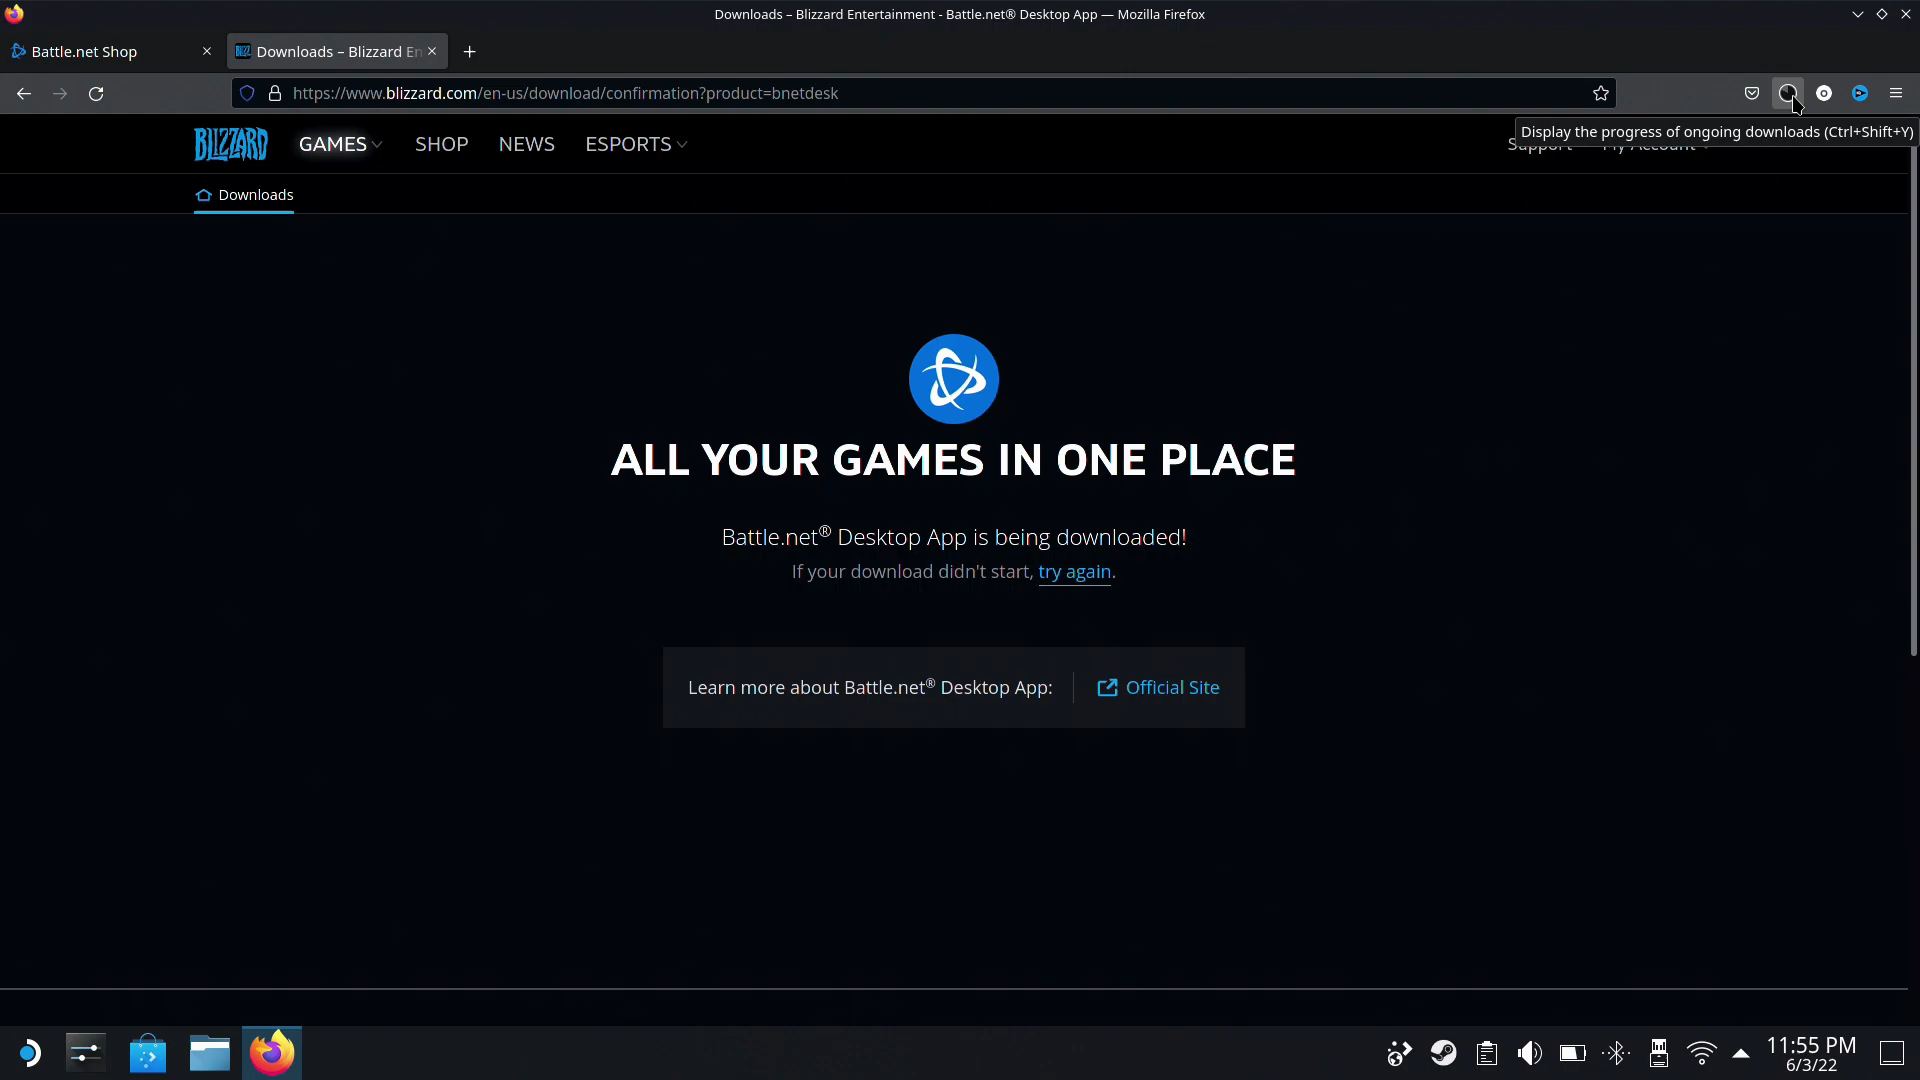 Downloads – Blizzard Entertainment - Battle.net® Desktop App — Mozilla Firefox
Battle.net Shop
Downloads – Blizzard En
https://www.blizzard.com/en-us/download/confirmation?product=bnetdesk
Display the progress of ongoing downloads (Ctrl+Shift+Y)
BLIZZARD
GAMES
SHOP
NEWS
ESPORTS
Support
My Account
Downloads
ALL YOUR GAMES IN ONE PLACE
Battle.net® Desktop App is being downloaded!
If your download didn't start, try again.
Learn more about Battle.net® Desktop App:
Official Site
11:55 PM
6/3/22